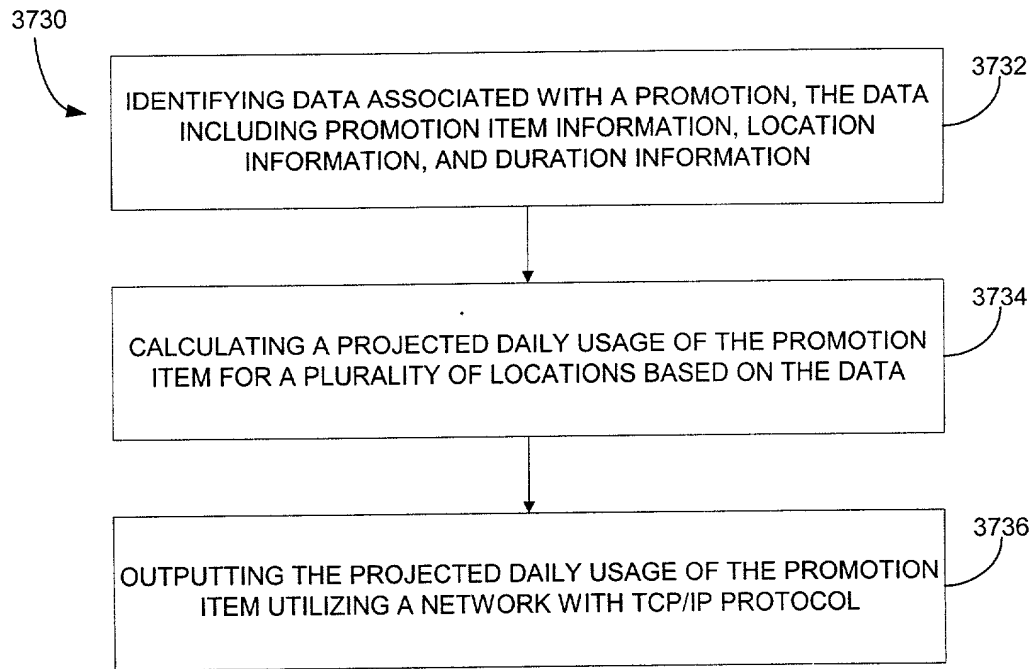 3730
3732
IDENTIFYING DATA ASSOCIATED WITH A PROMOTION, THE DATA
INCLUDING PROMOTION ITEM INFORMATION, LOCATION
INFORMATION, AND DURATION INFORMATION
3734
CALCULATING A PROJECTED DAILY USAGE OF THE PROMOTION
ITEM FOR A PLURALITY OF LOCATIONS BASED ON THE DATA
3736
OUTPUTTING THE PROJECTED DAILY USAGE OF THE PROMOTION
ITEM UTILIZING A NETWORK WITH TCP/IP PROTOCOL